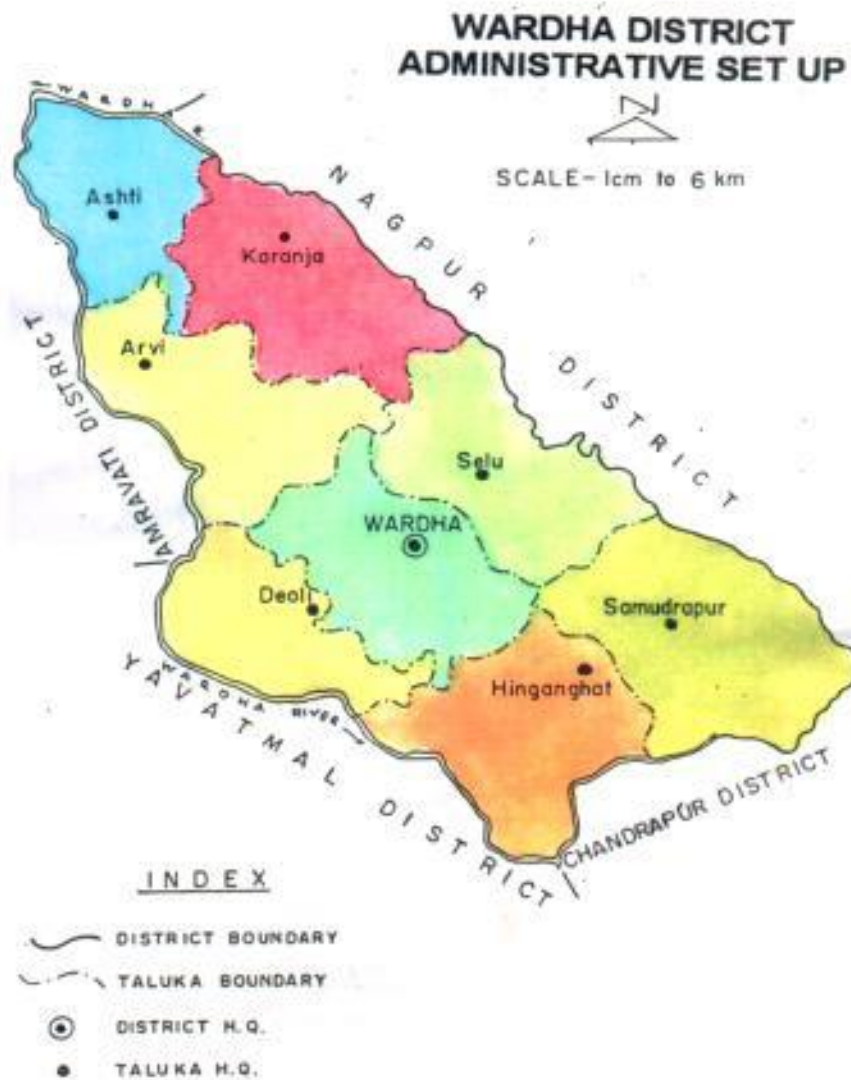 WARDHA DISTRICT
ADMINISTRATIVE SET UP
N
SCALE-1cm to 6 km
WARDHA R.
NAGPUR DISTRICT
Ashti
Karanja
Arvi
AMRAVATI DISTRICT
Selu
WARDHA
Deoli
Samudrapur
Hinganghat
WARDHA RIVER
YAVATMAL DISTRICT
CHANDRAPUR DISTRICT
INDEX
DISTRICT BOUNDARY
TALUKA BOUNDARY
DISTRICT H.Q.
TALUKA H.Q.